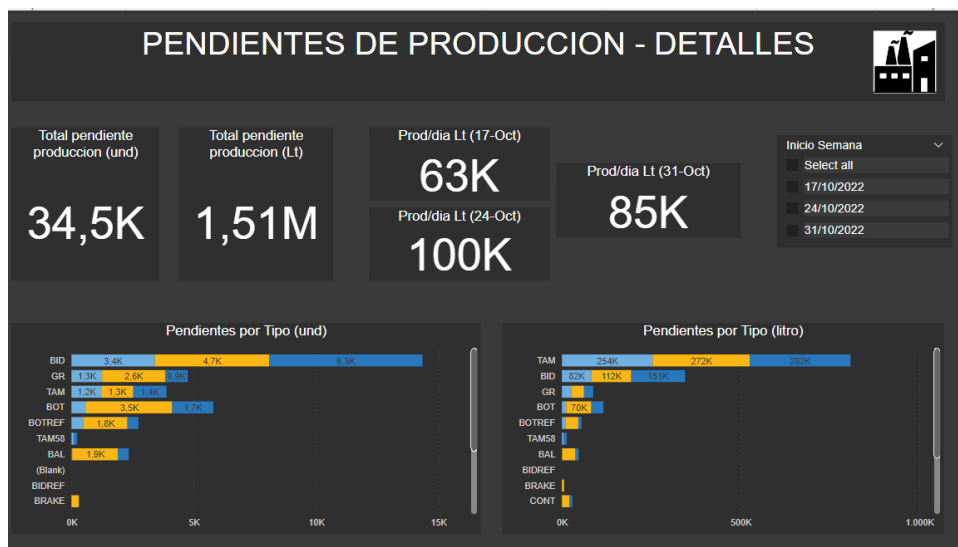 PENDIENTES DE PRODUCCION - DETALLES
Total pendiente
produccion (und)
34,5K
Total pendiente
produccion (Lt)
1,51M
Prod/dia Lt (17-Oct)
63K
Prod/dia Lt (24-Oct)
100K
Prod/dia Lt (31-Oct)
85K
Inicio Semana
Select all
17/10/2022
24/10/2022
31/10/2022
Pendientes por Tipo (und)
BID 3,4K 4,7K 6,3K
GR 1,3K 2,6K 0,9K
TAM 1,2K 1,3K 1,4K
BOT 3,5K 1,7K
BOTREF 1,8K
TAM58
BAL 1,9K
(Blank)
BIDREF
BRAKE
0K 5K 10K 15K
Pendientes por Tipo (litro)
TAM 254K 272K 282K
BID 82K 112K 151K
GR
BOT 70K
BOTREF
TAM58
BAL
BIDREF
BRAKE
CONT
0K 500K 1.000K